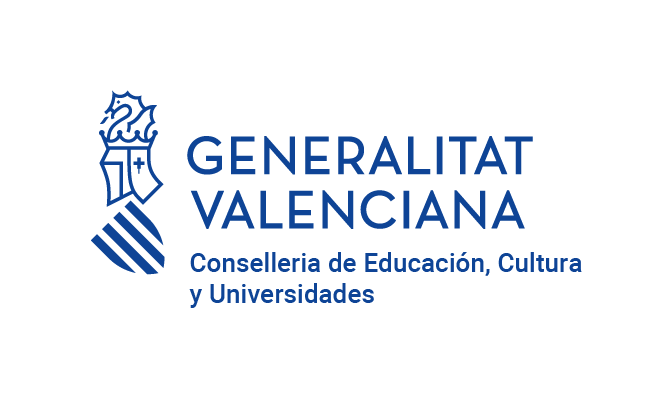 GENERALITAT
VALENCIANA
Conselleria de Educación, Cultura
y Universidades